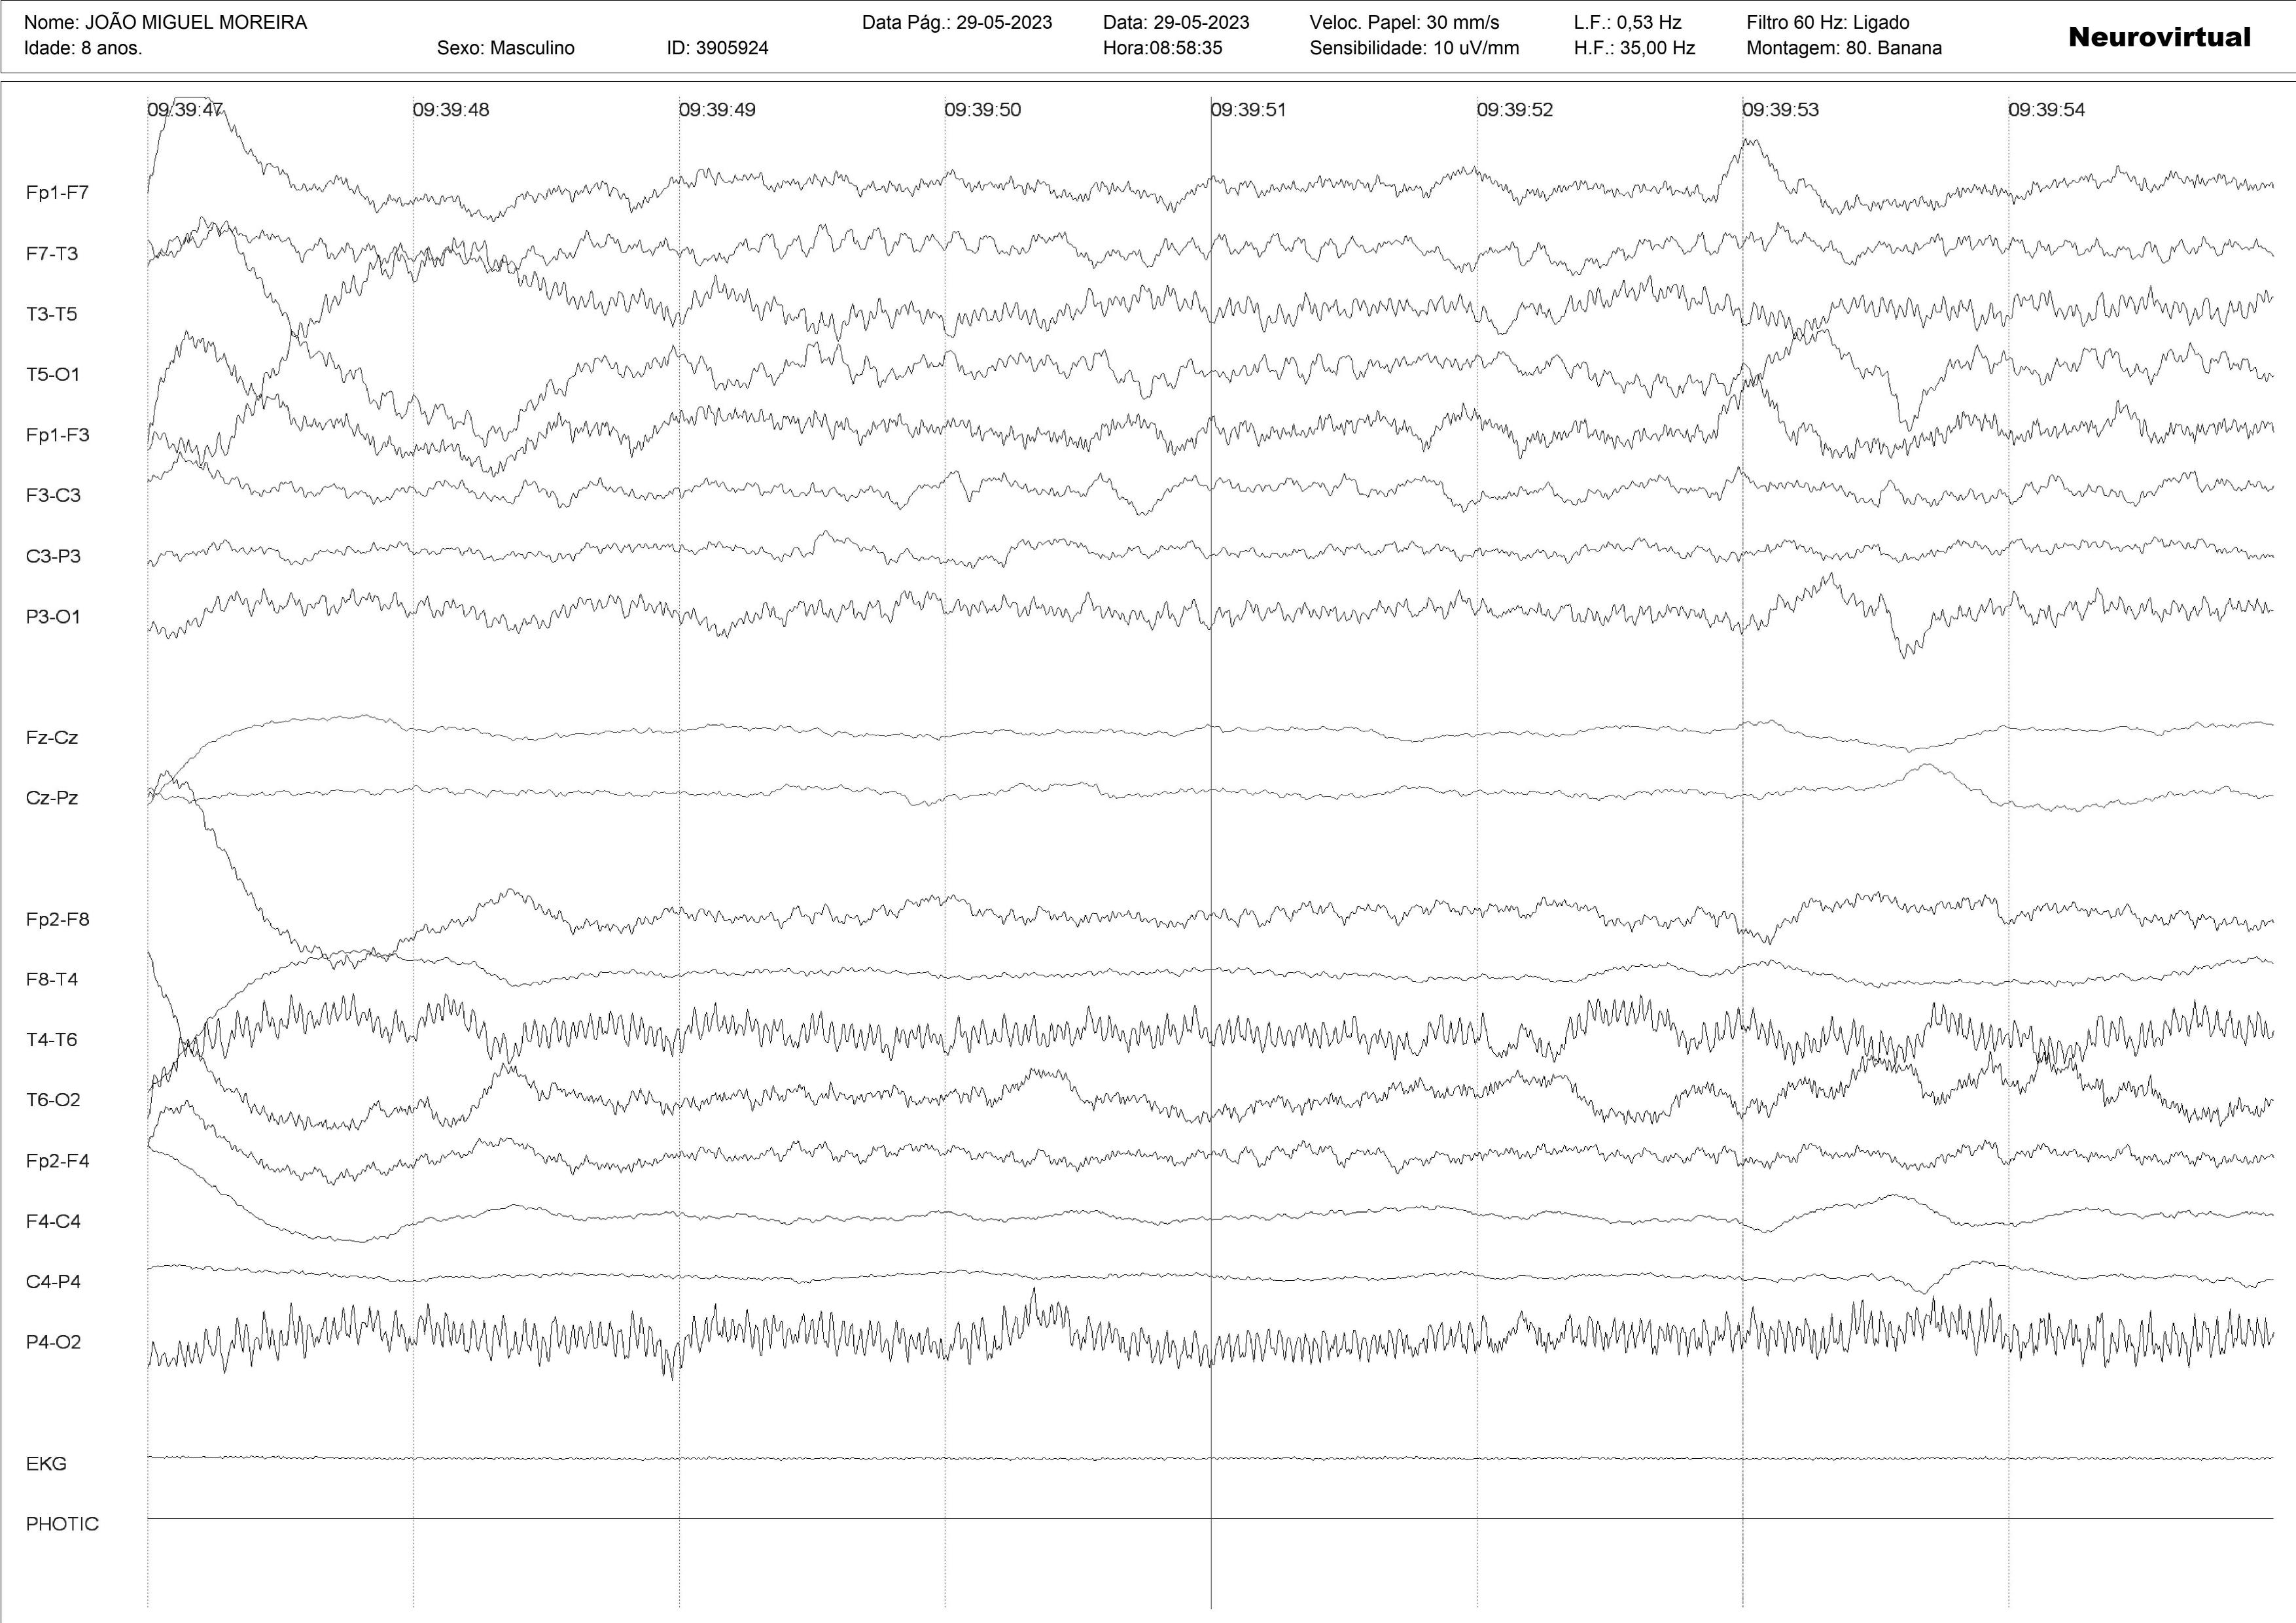 Nome: JOÃO MIGUEL MOREIRA Data Pág.: 29-05-2023 Data: 29-05-2023 Veloc. Papel: 30 mm/s L.F.: 0,53 Hz Filtro 60 Hz: Ligado
Idade: 8 anos. Sexo: Masculino ID: 3905924 Hora:08:58:35 Sensibilidade: 10 uV/mm H.F.: 35,00 Hz Montagem: 80. Banana
Neurovirtual
09:39:47 09:39:48 09:39:49 09:39:50 09:39:51 09:39:52 09:39:53 09:39:54
Fp1-F7
F7-T3
T3-T5
T5-O1
Fp1-F3
F3-C3
C3-P3
P3-O1
Fz-Cz
Cz-Pz
Fp2-F8
F8-T4
T4-T6
T6-O2
Fp2-F4
F4-C4
C4-P4
P4-O2
EKG
PHOTIC